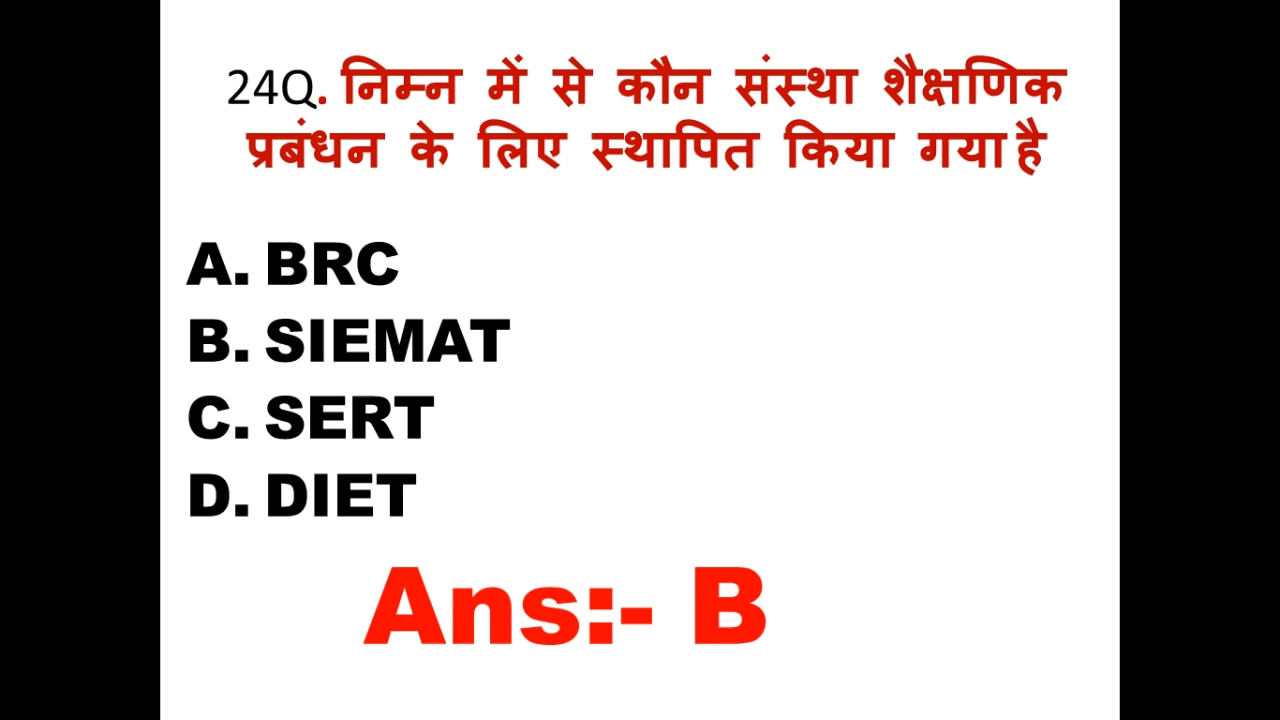 24Q. निम्न में से कौन संस्था शैक्षणिक
प्रबंधन के लिए स्थापित किया गया है
A. BRC
B. SIEMAT
C. SERT
D. DIET
Ans:- B